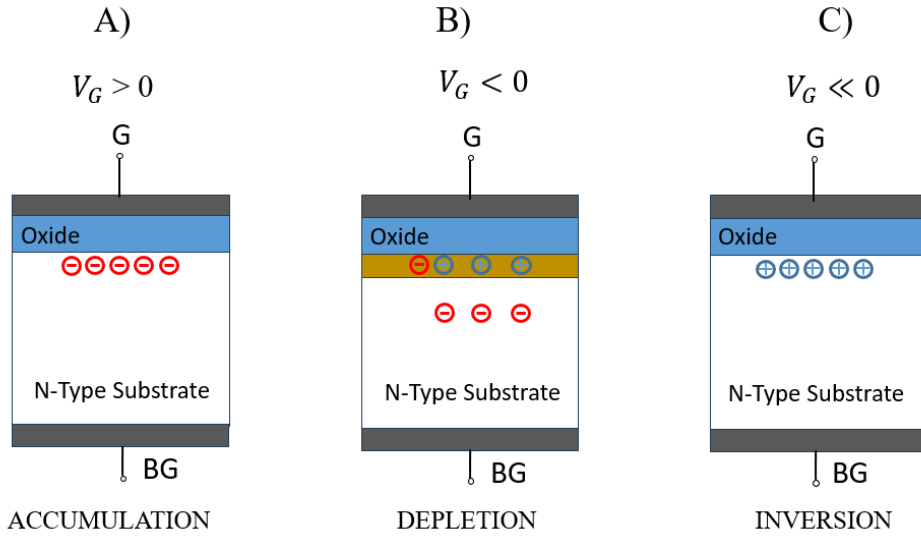 A)
B)
C)
V_G > 0
V_G < 0
V_G ≪ 0
G
G
G
Oxide
Oxide
Oxide
N-Type Substrate
N-Type Substrate
N-Type Substrate
BG
BG
BG
ACCUMULATION
DEPLETION
INVERSION